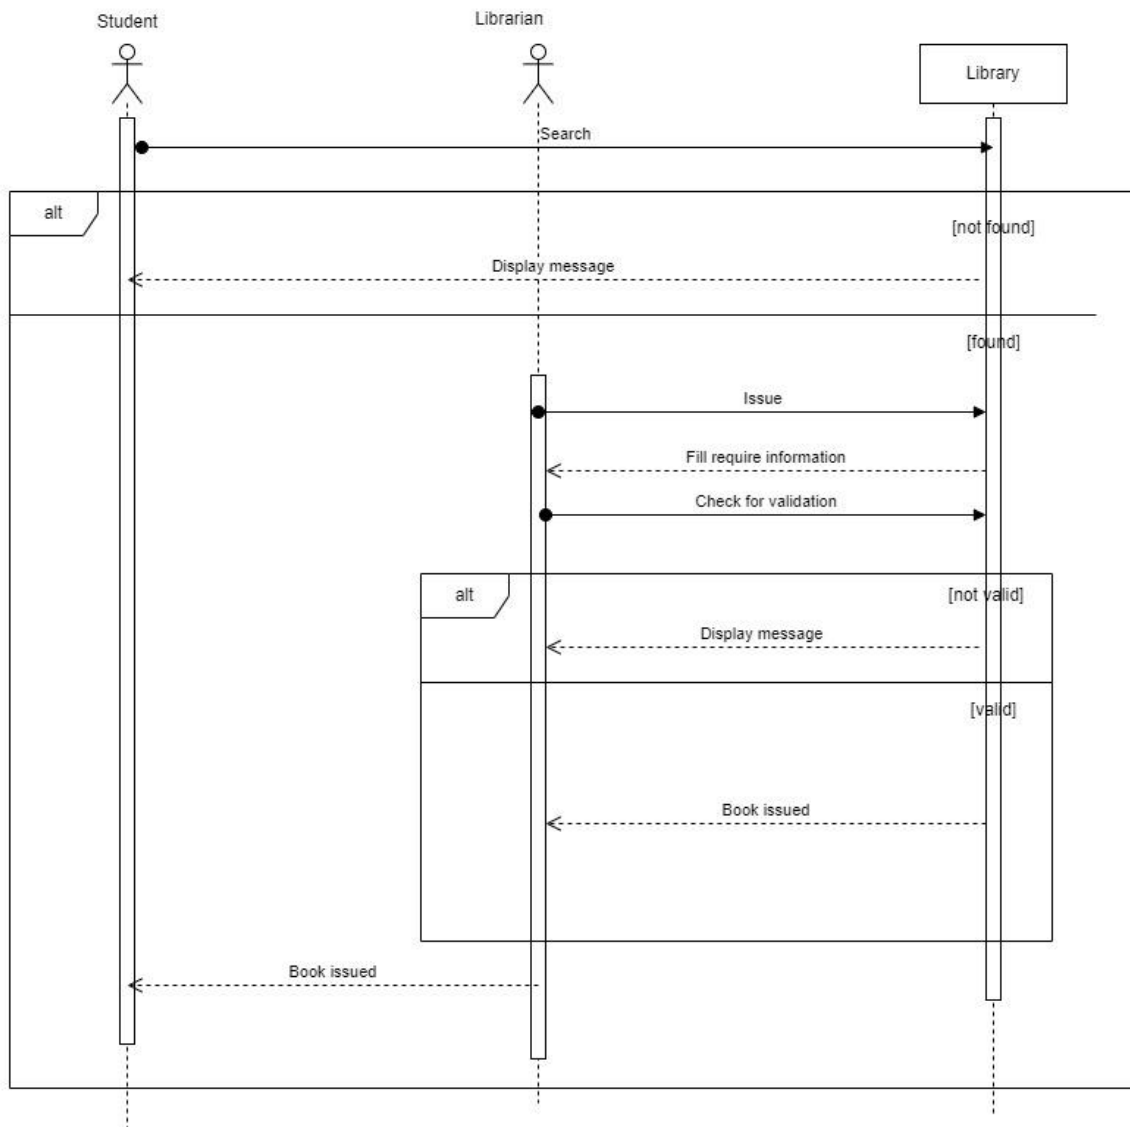 Student
Librarian
Library
Search
alt
[not found]
Display message
[found]
Issue
Fill require information
Check for validation
alt
[not valid]
Display message
[valid]
Book issued
Book issued